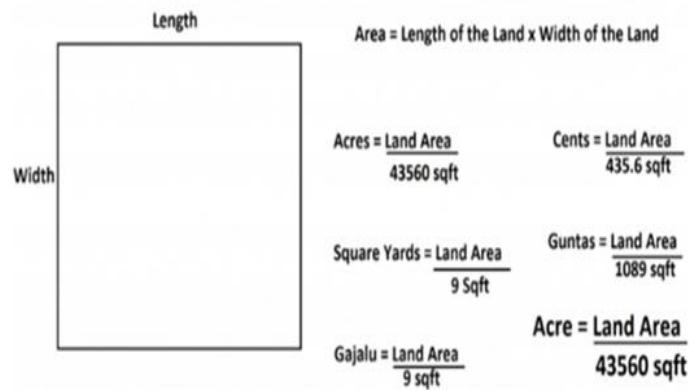 Length
Area = Length of the Land x Width of the Land
Width
Acres = Land Area
43560 sqft
Cents = Land Area
435.6 sqft
Square Yards = Land Area
9 Sqft
Guntas = Land Area
1089 sqft
Gajalu = Land Area
9 sqft
Acre = Land Area
43560 sqft